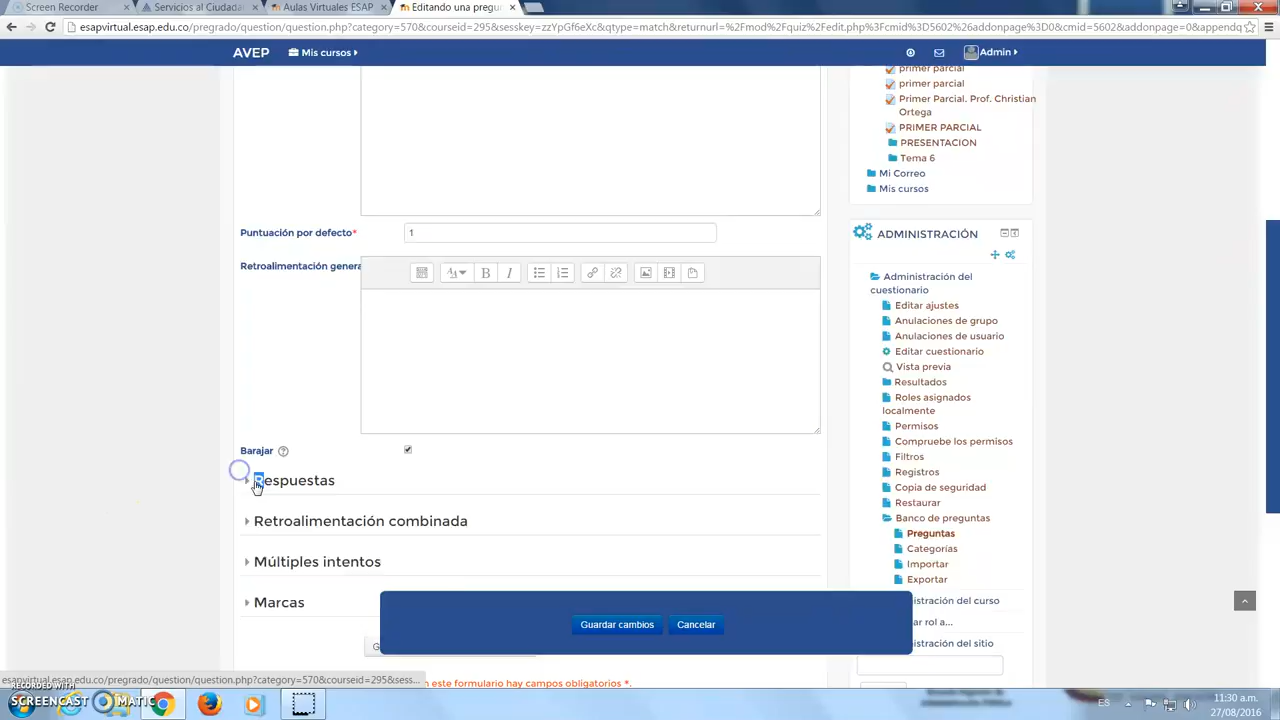 Screen Recorder
Servicios al Ciudadan
Aulas Virtuales ESAP
Editando una pregu
esapvirtual.esap.edu.co/pregrado/question/question.php?category=570&courseid=295&sesskey=zzYpGf6eXc&qtype=match&returnurl=%2Fmod%2Fquiz%2Fedit.php%3Fcmid%3D5602%26addonpage%3D0&cmid=5602&addonpage=0&appendq
AVEP
Mis cursos
Admin
primer parcial
primer parcial
Primer Parcial. Prof. Christian
Ortega
PRIMER PARCIAL
PRESENTACION
Tema 6
Mi Correo
Mis cursos
Puntuación por defecto*
1
Retroalimentación genera
ADMINISTRACIÓN
Administración del
cuestionario
Editar ajustes
Anulaciones de grupo
Anulaciones de usuario
Editar cuestionario
Vista previa
Resultados
Roles asignados
localmente
Permisos
Compruebe los permisos
Filtros
Registros
Copia de seguridad
Restaurar
Banco de preguntas
Preguntas
Categorías
Importar
Exportar
istración del curso
ar rol a...
istración del sitio
Barajar
Respuestas
Retroalimentación combinada
Múltiples intentos
Marcas
Guardar cambios
Cancelar
G
esapvirtual.esap.edu.co/pregrado/question/question.php?category=570&courseid=295&sess...
n este formulario hay campos obligatorios *.
RECORDED WITH
SCREENCAST MATIC
ES
11:30 a.m.
27/08/2016